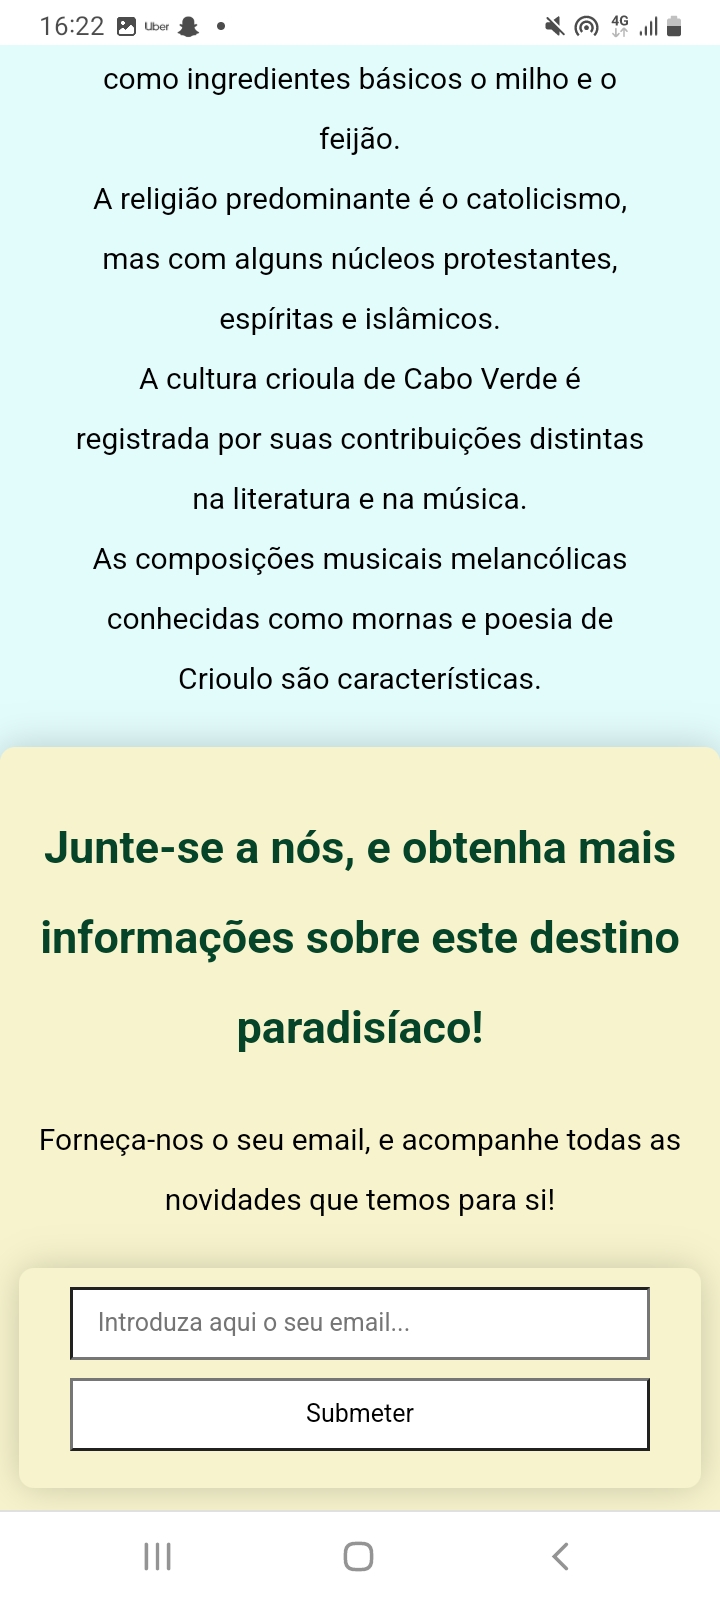 16:22 Uber 4G
como ingredientes básicos o milho e o
feijão.
A religião predominante é o catolicismo,
mas com alguns núcleos protestantes,
espíritas e islâmicos.
A cultura crioula de Cabo Verde é
registrada por suas contribuições distintas
na literatura e na música.
As composições musicais melancólicas
conhecidas como mornas e poesia de
Crioulo são características.
Junte-se a nós, e obtenha mais
informações sobre este destino
paradisíaco!
Forneça-nos o seu email, e acompanhe todas as
novidades que temos para si!
Introduza aqui o seu email...
Submeter